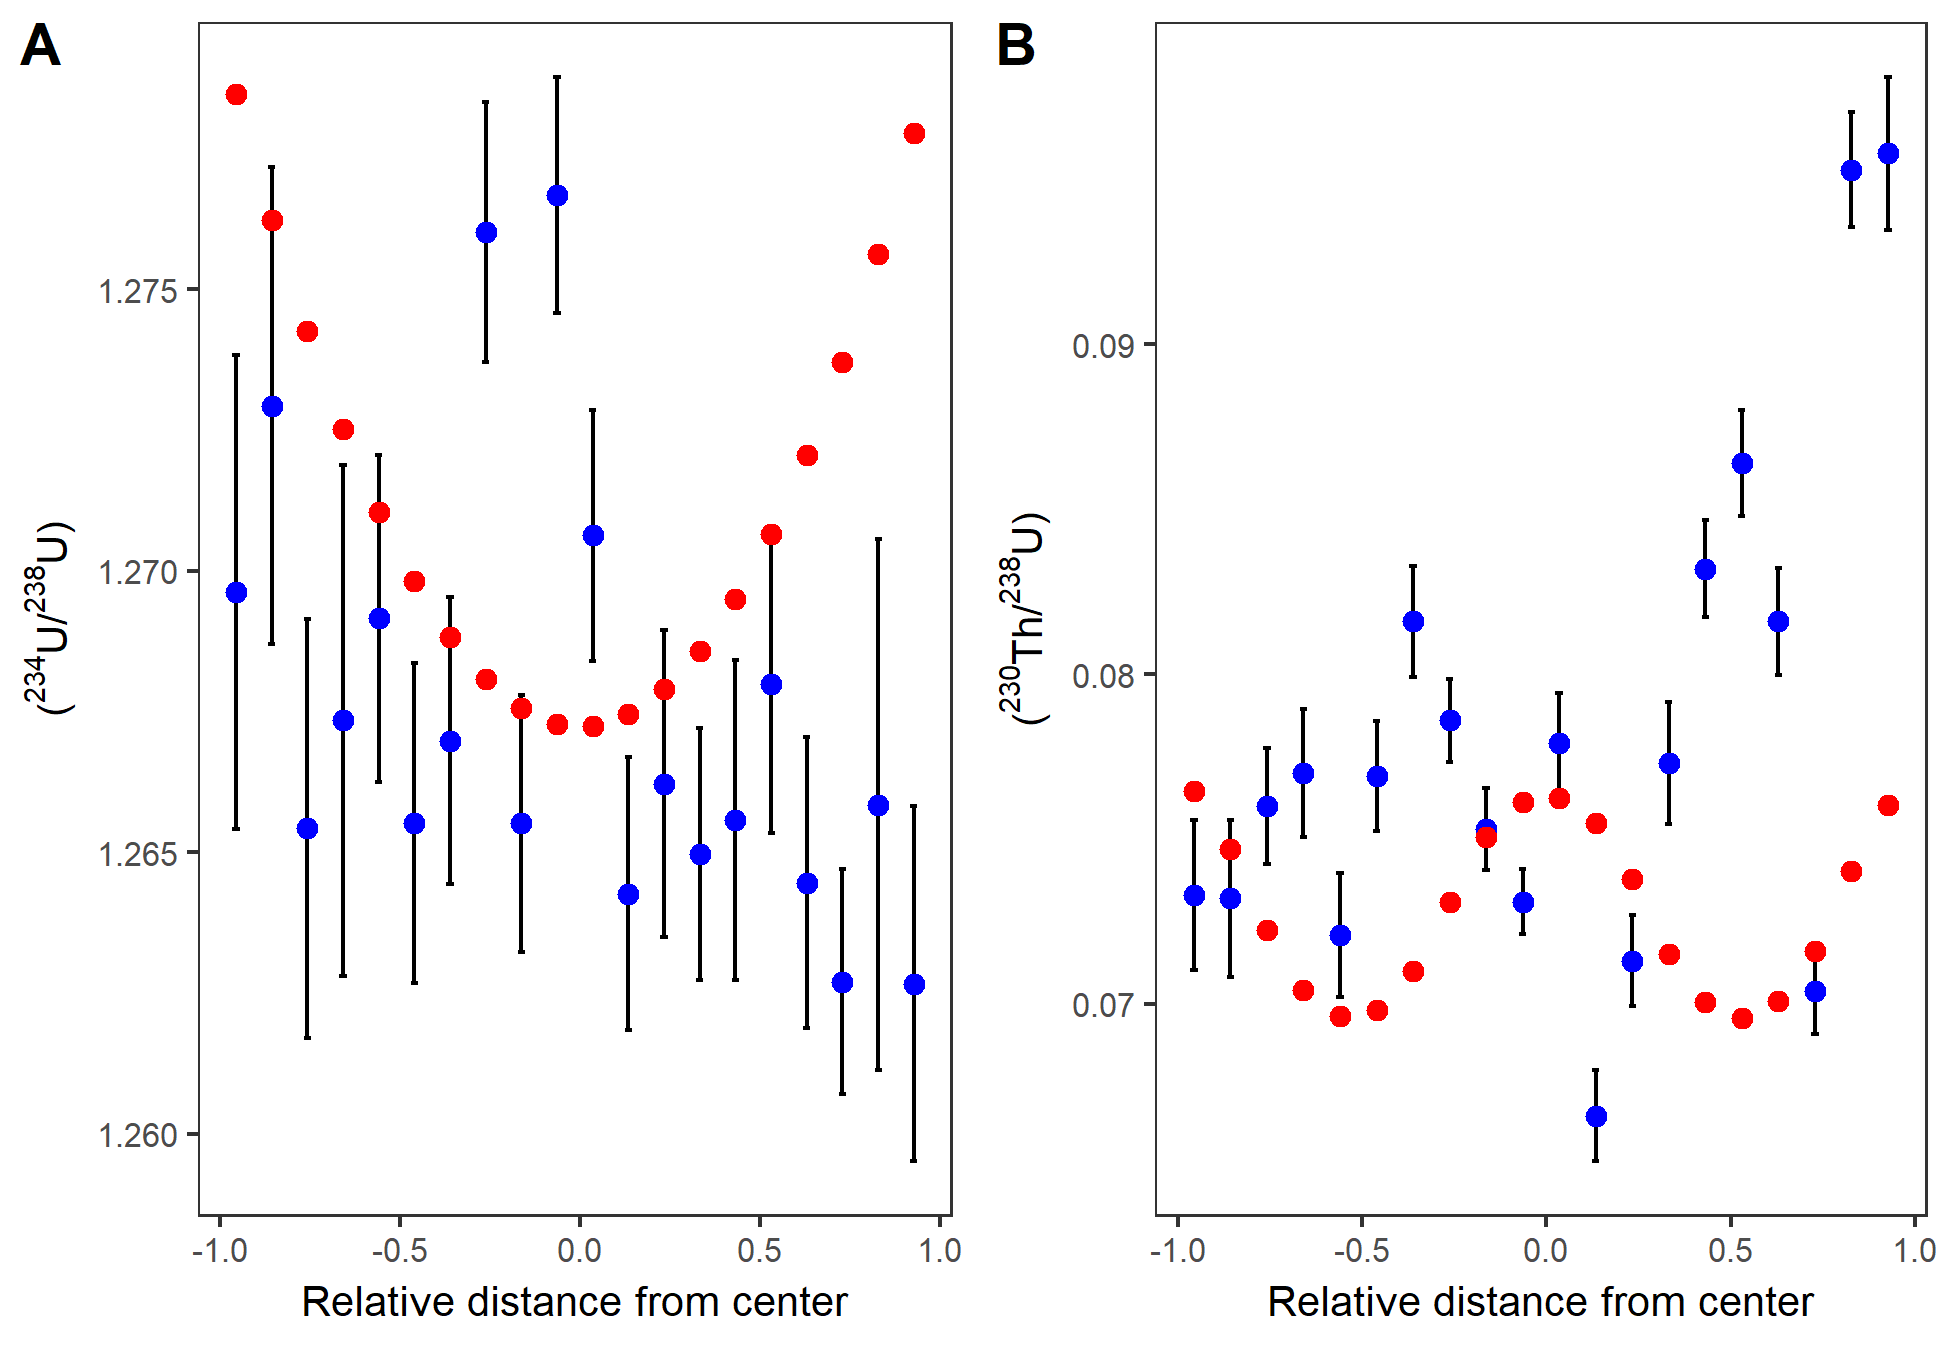 A
(²³⁴U/²³⁸U)
1.275
1.270
1.265
1.260
-1.0 -0.5 0.0 0.5 1.0
Relative distance from center
B
(²³⁰Th/²³⁸U)
0.09
0.08
0.07
-1.0 -0.5 0.0 0.5 1.0
Relative distance from center